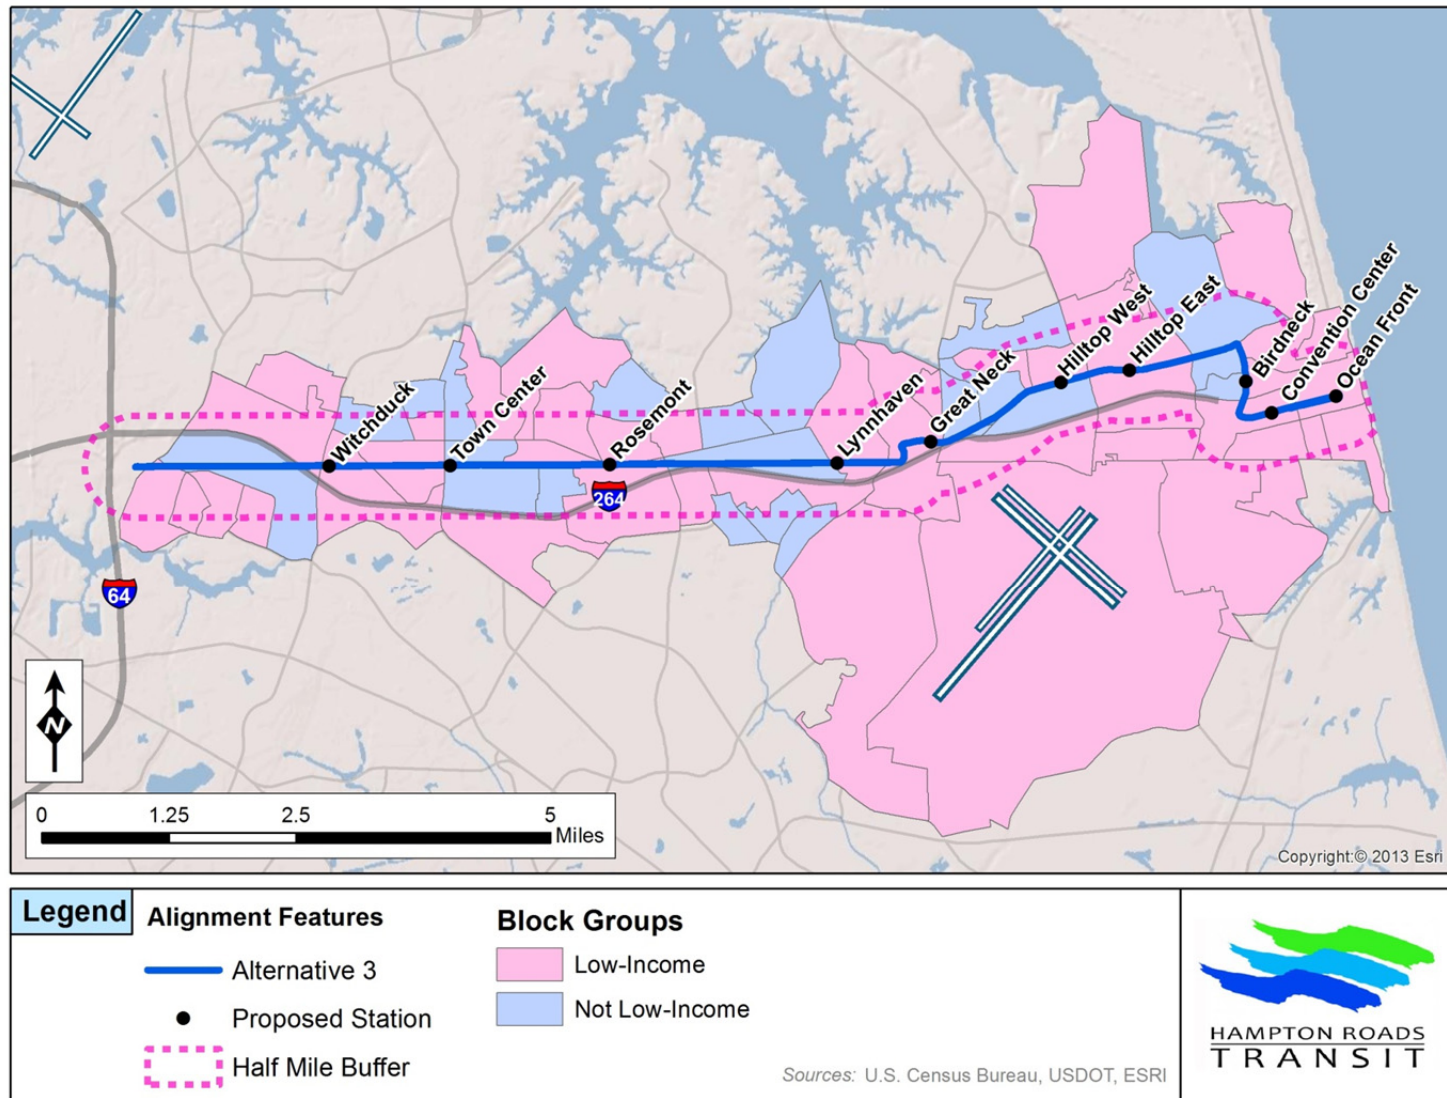 Witchduck
Town Center
Rosemont
Lynnhaven
Great Neck
Hilltop West
Hilltop East
Birdneck
Convention Center
Ocean Front
264
64
N
0 1.25 2.5 5
Miles
Copyright:© 2013 Esri
Legend
Alignment Features
Alternative 3
Proposed Station
Half Mile Buffer
Block Groups
Low-Income
Not Low-Income
Sources: U.S. Census Bureau, USDOT, ESRI
HAMPTON ROADS
TRANSIT